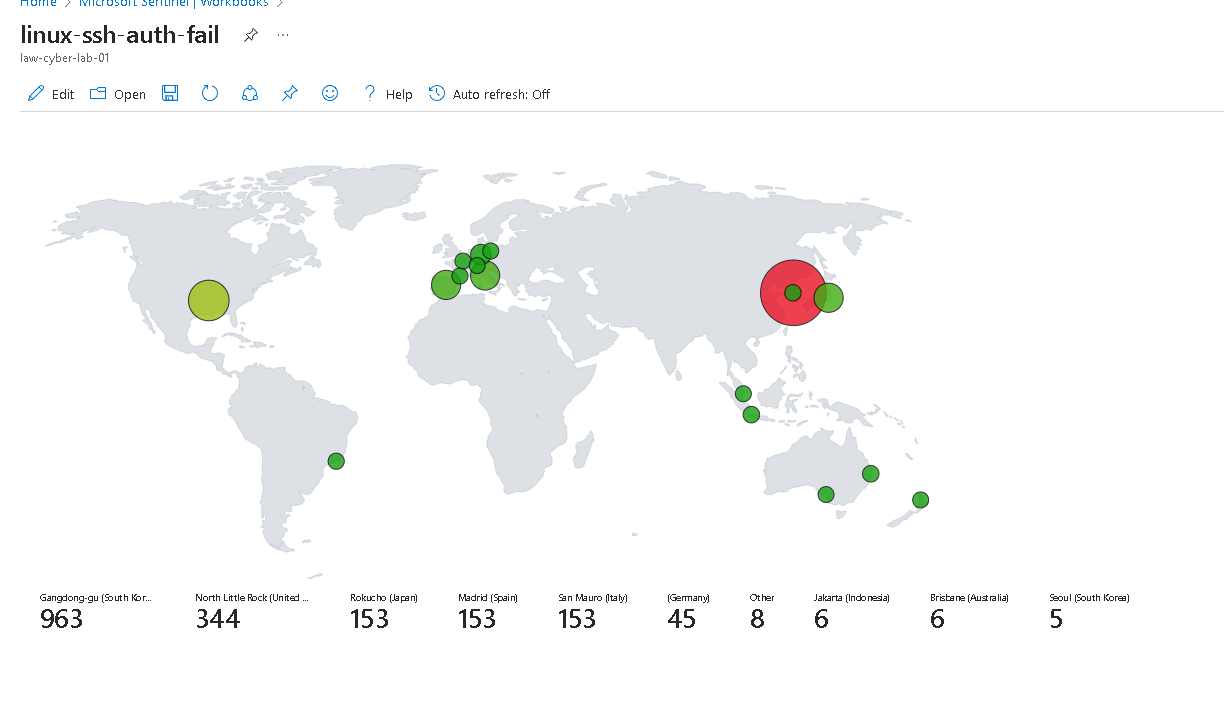 Home > Microsoft Sentinel | Workbooks >
linux-ssh-auth-fail
law-cyber-lab-01
Edit Open Help Auto refresh: Off
Gangdong-gu (South Kor... North Little Rock (United ... Rokucho (Japan) Madrid (Spain) San Mauro (Italy) (Germany) Other Jakarta (Indonesia) Brisbane (Australia) Seoul (South Korea)
963 344 153 153 153 45 8 6 6 5